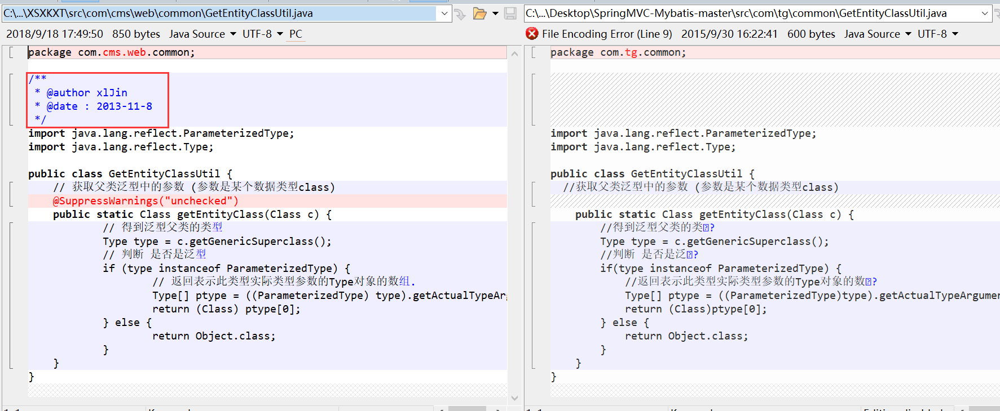 C:\...\XSXKXT\src\com\cms\web\common\GetEntityClassUtil.java
2018/9/18 17:49:50 850 bytes Java Source UTF-8 PC
package com.cms.web.common;
/**
* @author xlJin
* @date : 2013-11-8
*/
import java.lang.reflect.ParameterizedType;
import java.lang.reflect.Type;
public class GetEntityClassUtil {
// 获取父类泛型中的参数 (参数是某个数据类型class)
@SuppressWarnings("unchecked")
public static Class getEntityClass(Class c) {
// 得到泛型父类的类型
Type type = c.getGenericSuperclass();
// 判断 是否是泛型
if (type instanceof ParameterizedType) {
// 返回表示此类型实际类型参数的Type对象的数组.
Type[] ptype = ((ParameterizedType) type).getActualTypeAr
return (Class) ptype[0];
} else {
return Object.class;
}
}
}
C:\...\Desktop\SpringMVC-Mybatis-master\src\com\tg\common\GetEntityClassUtil.java
File Encoding Error (Line 9) 2015/9/30 16:22:41 600 bytes Java Source UTF-8
package com.tg.common;
import java.lang.reflect.ParameterizedType;
import java.lang.reflect.Type;
public class GetEntityClassUtil {
//获取父类泛型中的参数 (参数是某个数据类型class)
public static Class getEntityClass(Class c) {
//得到泛型父类的类?
Type type = c.getGenericSuperclass();
//判断 是否是泛?
if(type instanceof ParameterizedType) {
//返回表示此类型实际类型参数的Type对象的数?
Type[] ptype = ((ParameterizedType)type).getActualTypeArgumen
return (Class)ptype[0];
} else {
return Object.class;
}
}
}